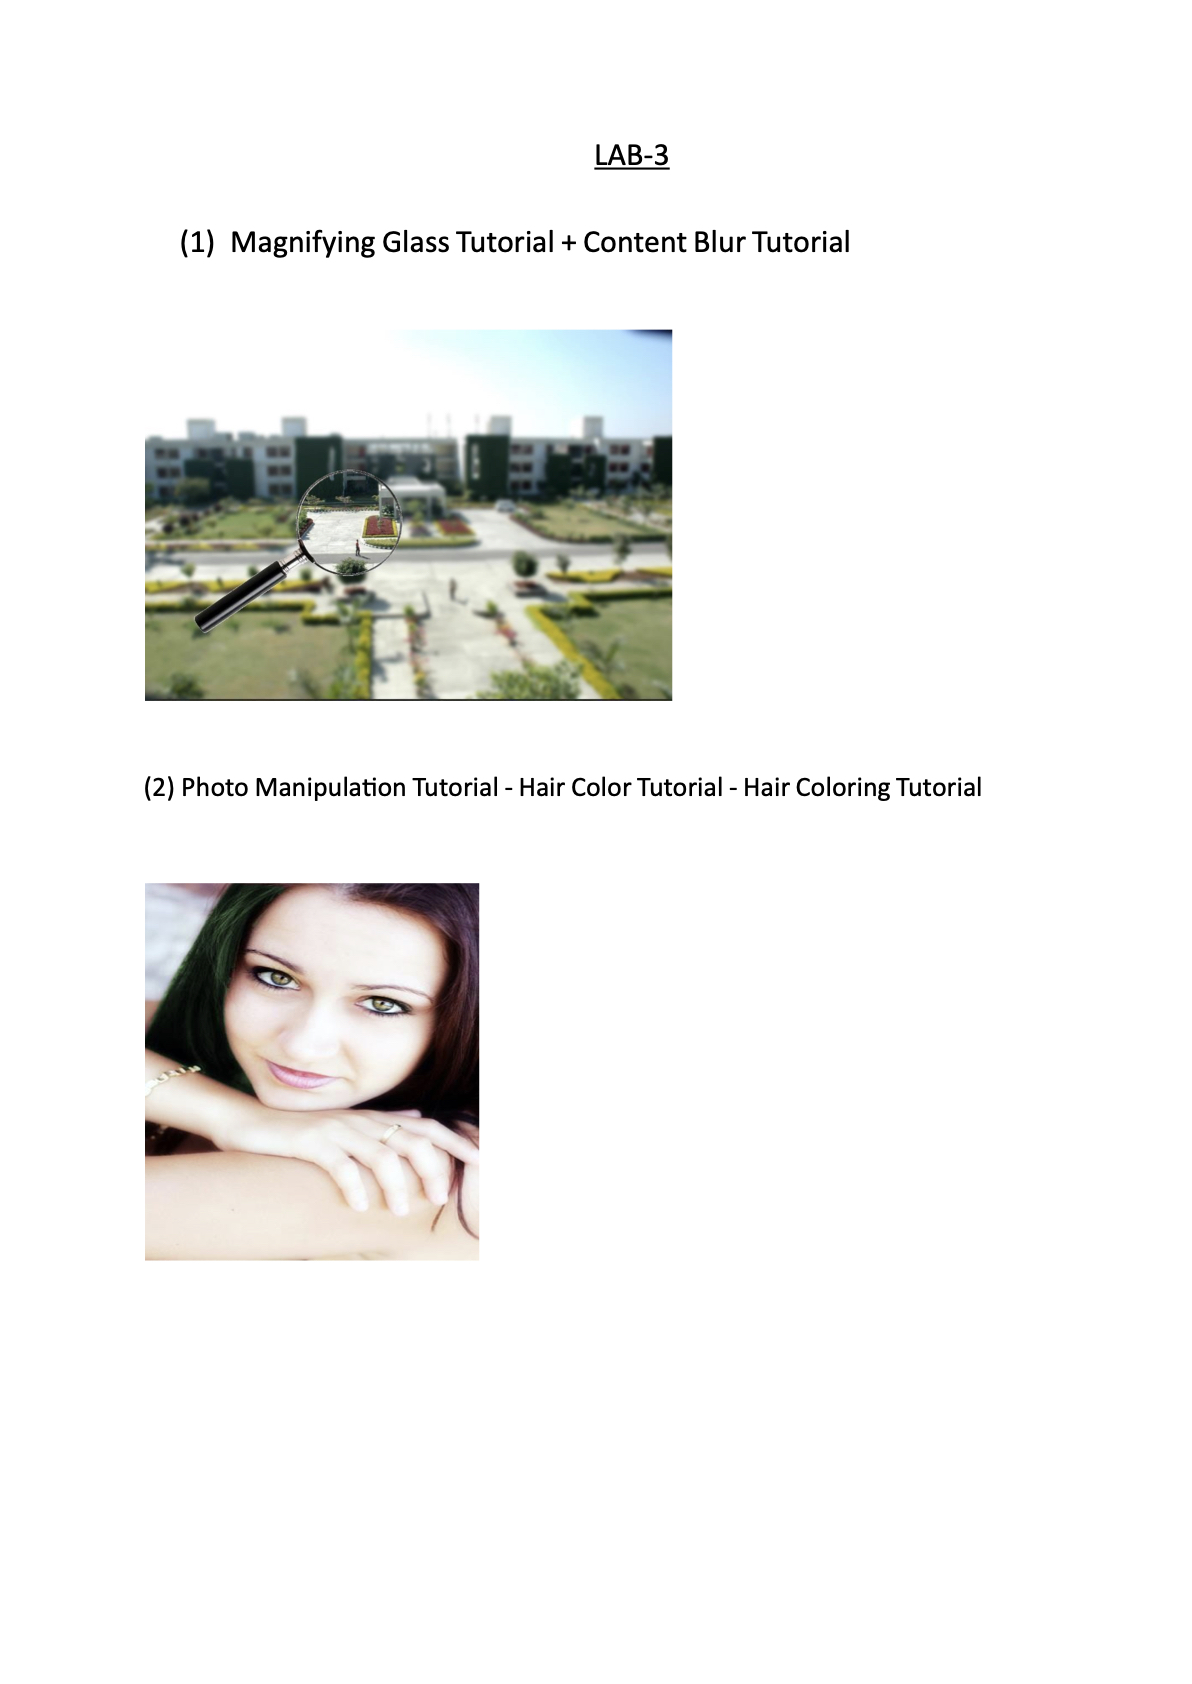 LAB-3
(1) Magnifying Glass Tutorial + Content Blur Tutorial
(2) Photo Manipulation Tutorial - Hair Color Tutorial - Hair Coloring Tutorial